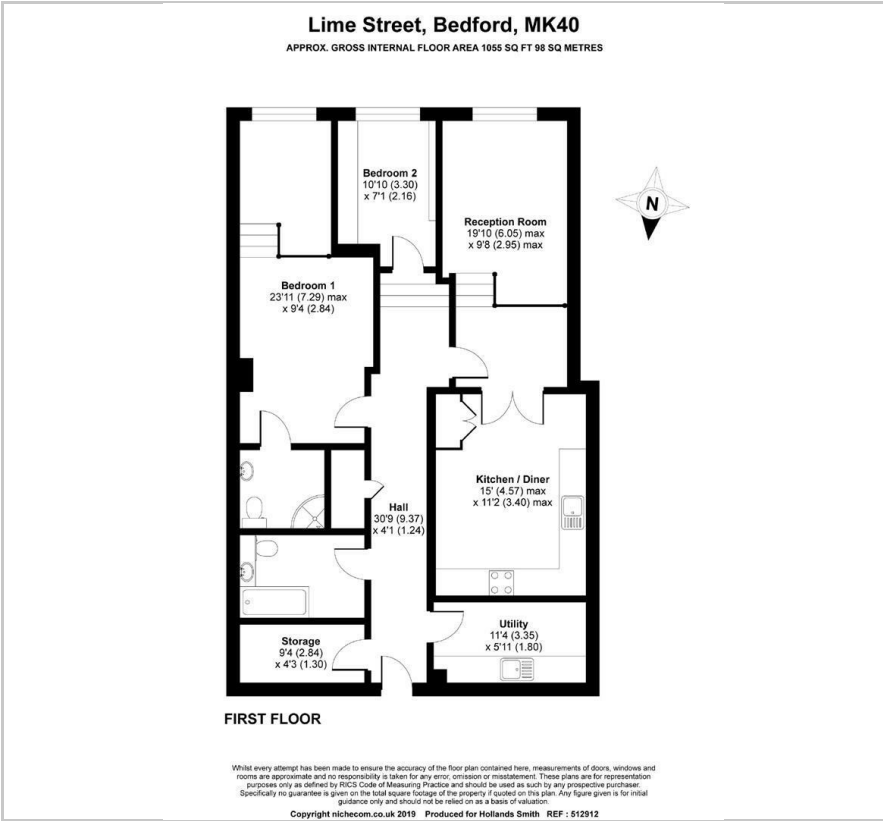 Lime Street, Bedford, MK40
APPROX. GROSS INTERNAL FLOOR AREA 1055 SQ FT 98 SQ METRES
Bedroom 2
10'10 (3.30)
x 7'1 (2.16)
N
Reception Room
19'10 (6.05) max
x 9'8 (2.95) max
Bedroom 1
23'11 (7.29) max
x 9'4 (2.84)
Kitchen / Diner
15' (4.57) max
x 11'2 (3.40) max
Hall
30'9 (9.37)
x 4'1 (1.24)
Utility
11'4 (3.35)
x 5'11 (1.80)
Storage
9'4 (2.84)
x 4'3 (1.30)
FIRST FLOOR
Whilst every attempt has been made to ensure the accuracy of the floor plan contained here, measurements of doors, windows and
rooms are approximate and no responsibility is taken for any error, omission or misstatement. These plans are for representation
purposes only as defined by RICS Code of Measuring Practice and should be used as such by any prospective purchaser.
Specifically no guarantee is given on the total square footage of the property if quoted on this plan. Any figure given is for initial
guidance only and should not be relied on as a basis of valuation.
Copyright nichecom.co.uk 2019 Produced for Hollands Smith REF : 512912